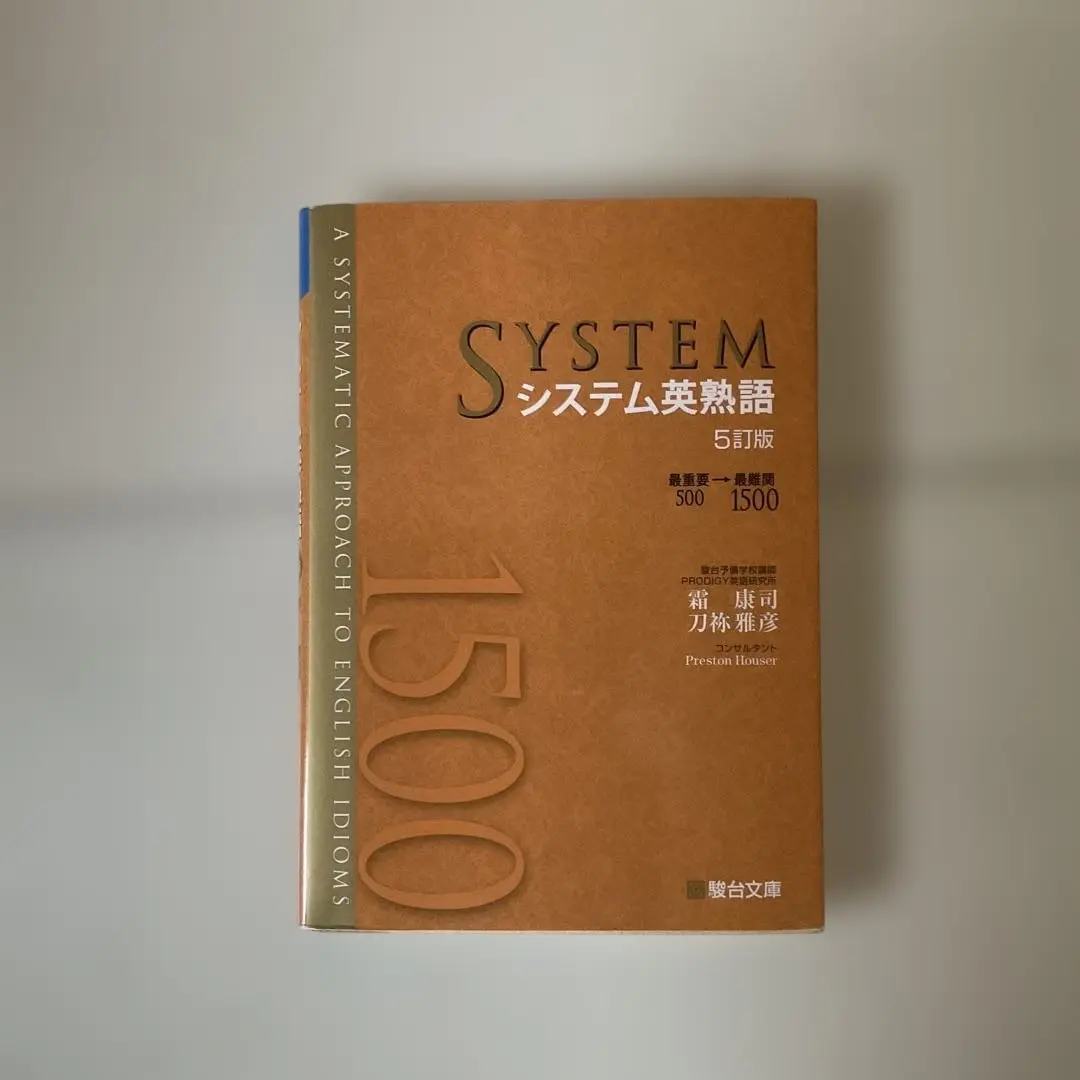 A SYSTEMATIC APPROACH TO ENGLISH IDIOMS
SYSTEM
システム英熟語
5訂版
最重要→最難関
500 1500
駿台予備学校講師
PRODIGY英語研究所
霜 康司
刀祢雅彦
コンサルタント
Preston Houser
1500
駿台文庫